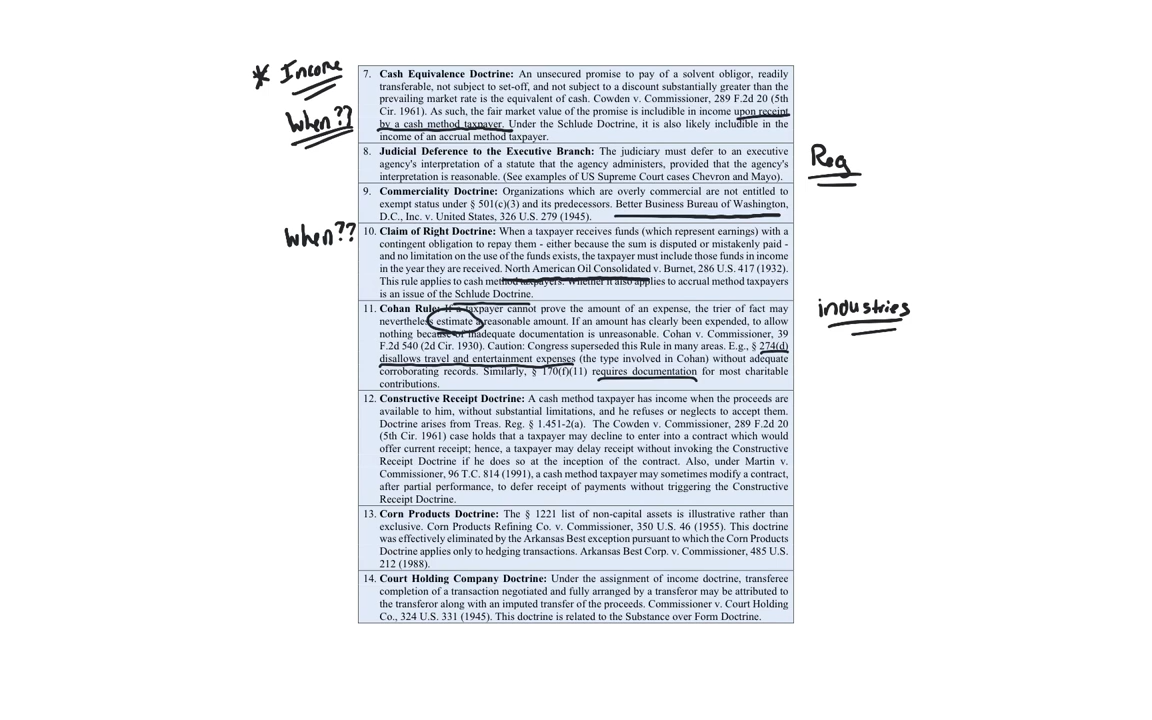 * Income
7. Cash Equivalence Doctrine: An unsecured promise to pay of a solvent obligor, readily
transferable, not subject to set-off, and not subject to a discount substantially greater than the
prevailing market rate is the equivalent of cash. Cowden v. Commissioner, 289 F.2d 20 (5th
Cir. 1961). As such, the fair market value of the promise is includible in income upon receipt
When??
by a cash method taxpayer. Under the Schlude Doctrine, it is also likely includible in the
income of an accrual method taxpayer.
8. Judicial Deference to the Executive Branch: The judiciary must defer to an executive
agency's interpretation of a statute that the agency administers, provided that the agency's
interpretation is reasonable. (See examples of US Supreme Court cases Chevron and Mayo).
Reg
9. Commerciality Doctrine: Organizations which are overly commercial are not entitled to
exempt status under § 501(c)(3) and its predecessors. Better Business Bureau of Washington,
D.C., Inc. v. United States, 326 U.S. 279 (1945).
When??
10. Claim of Right Doctrine: When a taxpayer receives funds (which represent earnings) with a
contingent obligation to repay them - either because the sum is disputed or mistakenly paid -
and no limitation on the use of the funds exists, the taxpayer must include those funds in income
in the year they are received. North American Oil Consolidated v. Burnet, 286 U.S. 417 (1932).
This rule applies to cash method taxpayers. Whether it also applies to accrual method taxpayers
is an issue of the Schlude Doctrine.
11. Cohan Rule: If a taxpayer cannot prove the amount of an expense, the trier of fact may
industries
nevertheless estimate a reasonable amount. If an amount has clearly been expended, to allow
nothing because of inadequate documentation is unreasonable. Cohan v. Commissioner, 39
F.2d 540 (2d Cir. 1930). Caution: Congress superseded this Rule in many areas. E.g., § 274(d)
disallows travel and entertainment expenses (the type involved in Cohan) without adequate
corroborating records. Similarly, § 170(f)(11) requires documentation for most charitable
contributions.
12. Constructive Receipt Doctrine: A cash method taxpayer has income when the proceeds are
available to him, without substantial limitations, and he refuses or neglects to accept them.
Doctrine arises from Treas. Reg. § 1.451-2(a). The Cowden v. Commissioner, 289 F.2d 20
(5th Cir. 1961) case holds that a taxpayer may decline to enter into a contract which would
offer current receipt; hence, a taxpayer may delay receipt without invoking the Constructive
Receipt Doctrine if he does so at the inception of the contract. Also, under Martin v.
Commissioner, 96 T.C. 814 (1991), a cash method taxpayer may sometimes modify a contract,
after partial performance, to defer receipt of payments without triggering the Constructive
Receipt Doctrine.
13. Corn Products Doctrine: The § 1221 list of non-capital assets is illustrative rather than
exclusive. Corn Products Refining Co. v. Commissioner, 350 U.S. 46 (1955). This doctrine
was effectively eliminated by the Arkansas Best exception pursuant to which the Corn Products
Doctrine applies only to hedging transactions. Arkansas Best Corp. v. Commissioner, 485 U.S.
212 (1988).
14. Court Holding Company Doctrine: Under the assignment of income doctrine, transferee
completion of a transaction negotiated and fully arranged by a transferor may be attributed to
the transferor along with an imputed transfer of the proceeds. Commissioner v. Court Holding
Co., 324 U.S. 331 (1945). This doctrine is related to the Substance over Form Doctrine.